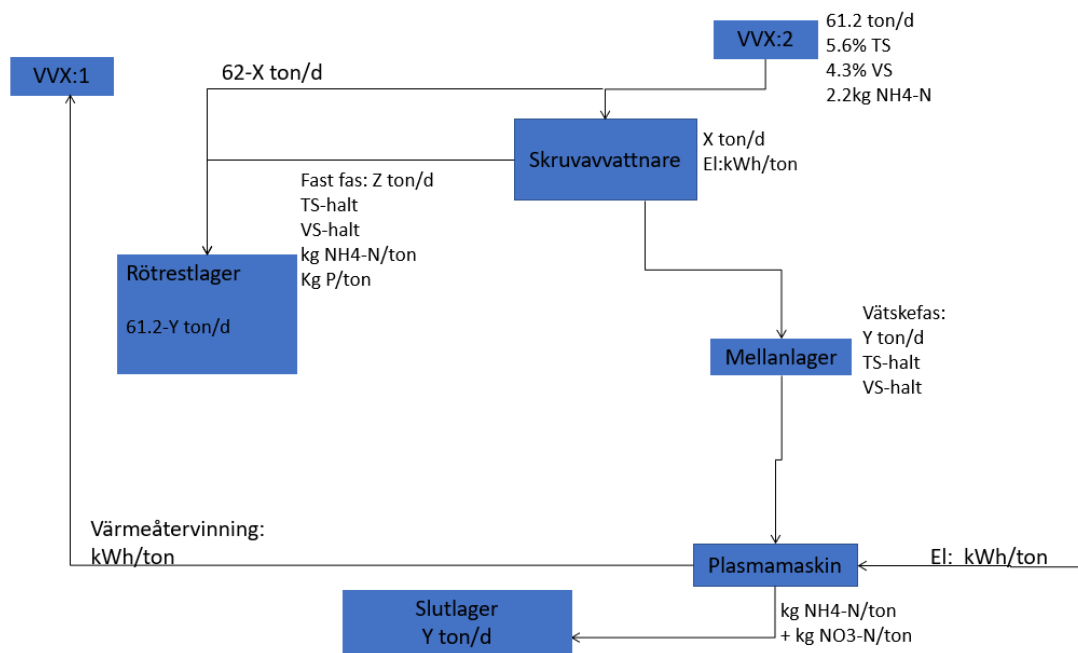 61.2 ton/d
VVX:2
5.6% TS
4.3% VS
2.2kg NH4-N
VVX:1
62-X ton/d
Skruvavvattnare
X ton/d
El:kWh/ton
Fast fas: Z ton/d
TS-halt
VS-halt
kg NH4-N/ton
Kg P/ton
Rötrestlager
61.2-Y ton/d
Vätskefas:
Y ton/d
TS-halt
VS-halt
Mellanlager
Värmeåtervinning:
kWh/ton
Plasmamaskin
El: kWh/ton
Slutlager
Y ton/d
kg NH4-N/ton
+ kg NO3-N/ton